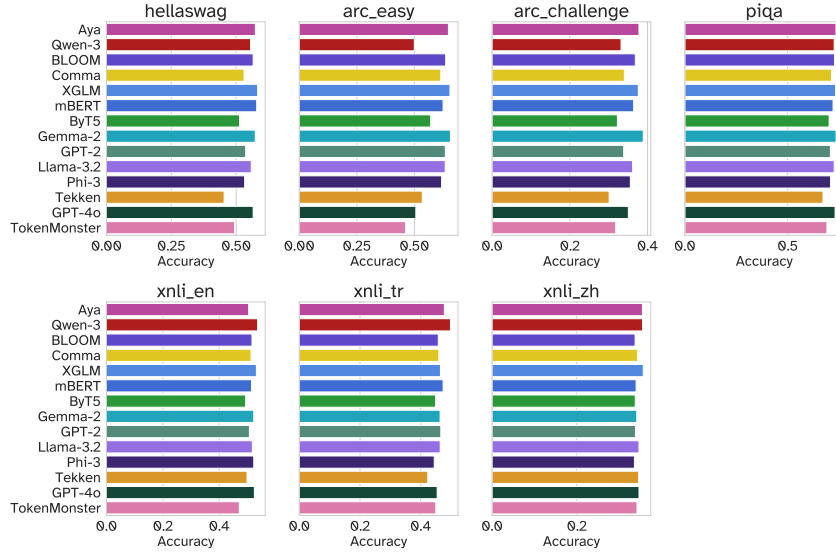 hellaswag
arc_easy
arc_challenge
piqa
Aya
Qwen-3
BLOOM
Comma
XGLM
mBERT
ByT5
Gemma-2
GPT-2
Llama-3.2
Phi-3
Tekken
GPT-4o
TokenMonster
0.00 0.25 0.50
0.00 0.25 0.50
0.0 0.2 0.4
0.0 0.5
Accuracy
Accuracy
Accuracy
Accuracy
xnli_en
xnli_tr
xnli_zh
Aya
Qwen-3
BLOOM
Comma
XGLM
mBERT
ByT5
Gemma-2
GPT-2
Llama-3.2
Phi-3
Tekken
GPT-4o
TokenMonster
0.0 0.2 0.4
0.0 0.2 0.4
0.0 0.2
Accuracy
Accuracy
Accuracy